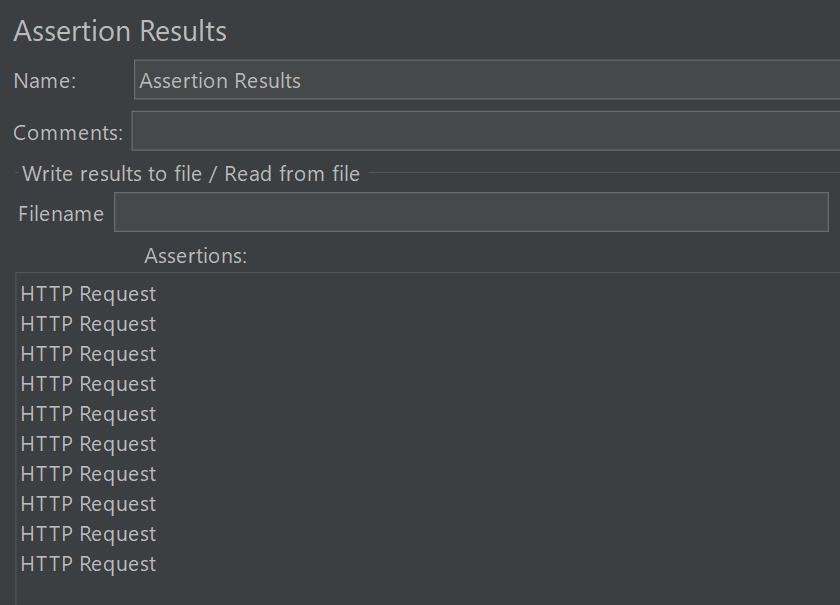 Assertion Results
Name: Assertion Results
Comments:
Write results to file / Read from file
Filename
Assertions:
HTTP Request
HTTP Request
HTTP Request
HTTP Request
HTTP Request
HTTP Request
HTTP Request
HTTP Request
HTTP Request
HTTP Request